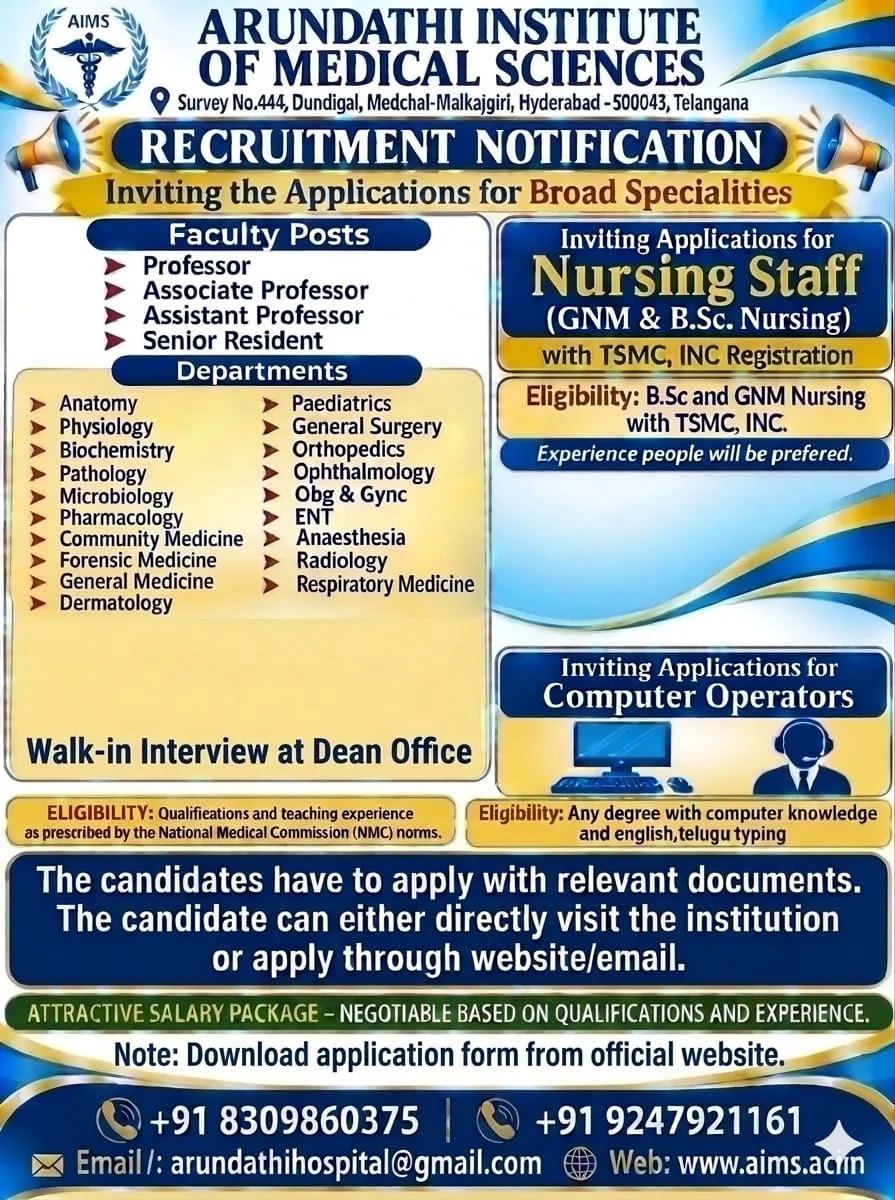 AIMS
ARUNDATHI INSTITUTE
OF MEDICAL SCIENCES
Survey No.444, Dundigal, Medchal-Malkajgiri, Hyderabad - 500043, Telangana
RECRUITMENT NOTIFICATION
Inviting the Applications for Broad Specialities
Faculty Posts
Professor
Associate Professor
Assistant Professor
Senior Resident
Departments
Anatomy
Physiology
Biochemistry
Pathology
Microbiology
Pharmacology
Community Medicine
Forensic Medicine
General Medicine
Dermatology
Paediatrics
General Surgery
Orthopedics
Ophthalmology
Obg & Gync
ENT
Anaesthesia
Radiology
Respiratory Medicine
Walk-in Interview at Dean Office
ELIGIBILITY: Qualifications and teaching experience
as prescribed by the National Medical Commission (NMC) norms.
Inviting Applications for
Nursing Staff
(GNM & B.Sc. Nursing)
with TSMC, INC Registration
Eligibility: B.Sc and GNM Nursing
with TSMC, INC.
Experience people will be prefered.
Inviting Applications for
Computer Operators
Eligibility: Any degree with computer knowledge
and english,telugu typing
The candidates have to apply with relevant documents.
The candidate can either directly visit the institution
or apply through website/email.
ATTRACTIVE SALARY PACKAGE – NEGOTIABLE BASED ON QUALIFICATIONS AND EXPERIENCE.
Note: Download application form from official website.
+91 8309860375 | +91 9247921161
Email /: arundathihospital@gmail.com Web: www.aims.ac.in